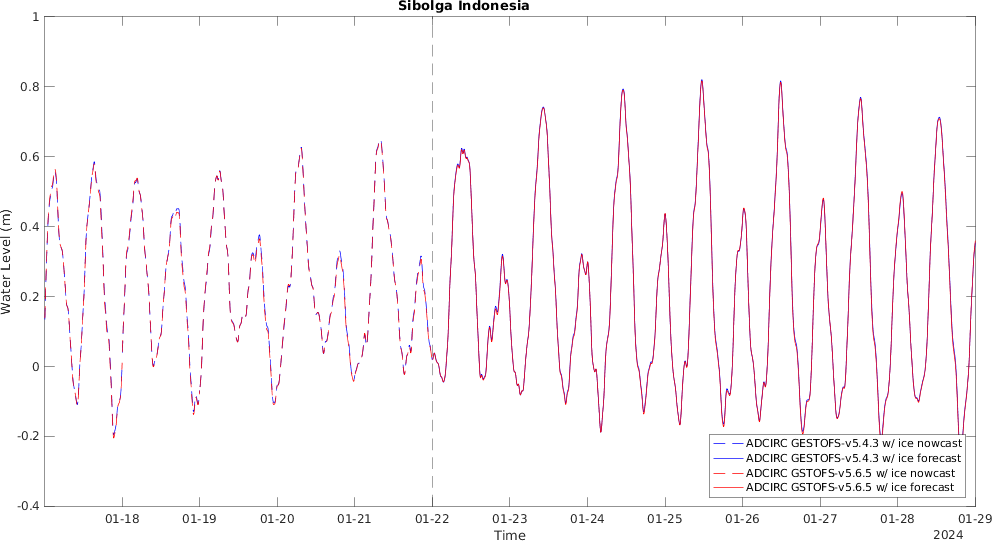 Sibolga Indonesia
1
0.8
0.6
0.4
0.2
0
-0.2
-0.4
Water Level (m)
ADCIRC GESTOFS-v5.4.3 w/ ice nowcast
ADCIRC GESTOFS-v5.4.3 w/ ice forecast
ADCIRC GSTOFS-v5.6.5 w/ ice nowcast
ADCIRC GSTOFS-v5.6.5 w/ ice forecast
01-18 01-19 01-20 01-21 01-22 01-23 01-24 01-25 01-26 01-27 01-28 01-29
Time
2024